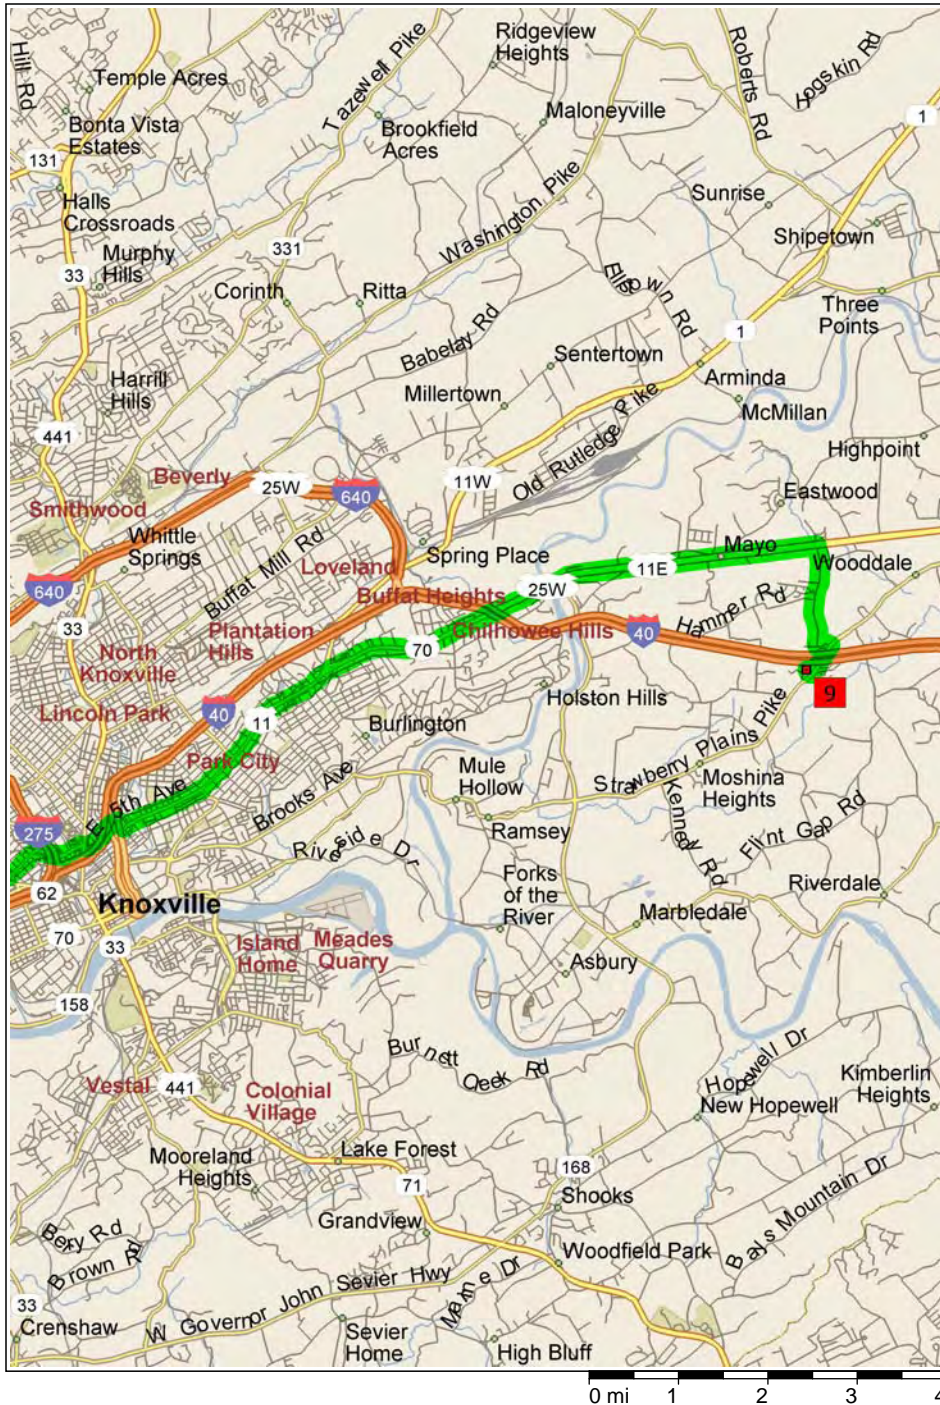 Ridgeview
Heights
Tazewell Pike
Roberts Rd
Hogskin Rd
Hill Rd
Temple Acres
Maloneyville
1
Bonta Vista
Estates
Brookfield
Acres
131
Washington Pike
Sunrise
Halls
Crossroads
Shipetown
331
Murphy
Hills
33
Corinth
Ritta
Ellistown Rd
Three
Points
1
Babelay Rd
Sentertown
Arminda
Harrill
Hills
Millertown
McMillan
441
Old Rutledge Pike
Highpoint
Beverly
25W
11W
640
Eastwood
Smithwood
Whittle
Springs
Buffat Mill Rd
Spring Place
Mayo
Loveland
11E
Wooddale
640
Buffat Heights
25W
33
Plantation
Hills
Chilhowee Hills
40
Hammer Rd
70
North
Knoxville
9
Holston Hills
Lincoln Park
40
11
Burlington
Park City
Strawberry Plains Pike
Mule
Hollow
Moshina
Heights
E 5th Ave
Brooks Ave
Kennedy Rd
Flint Gap Rd
275
Ramsey
Riverside Dr
62
Forks
of the
River
Riverdale
Knoxville
Marbledale
70
33
Island
Home
Meades
Quarry
Asbury
158
Burnett
Creek Rd
Hopewell Dr
Kimberlin
Heights
Vestal
441
Colonial
Village
New Hopewell
Mooreland
Heights
Lake Forest
168
71
Shooks
Bays Mountain Dr
Grandview
Berry Rd
Woodfield Park
Brown Rd
W Governor John Sevier Hwy
Maxine Dr
33
Crenshaw
Sevier
Home
High Bluff
0 mi 1 2 3 4